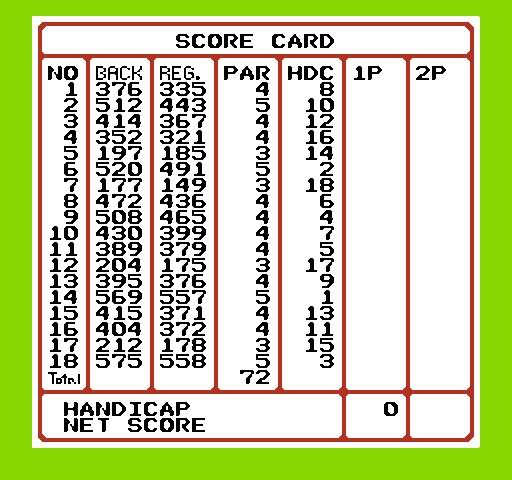 SCORE CARD
NO BACK REG. PAR HDC 1P 2P
1 376 335 4 8
2 512 443 5 10
3 414 367 4 12
4 352 321 4 16
5 197 185 3 14
6 520 491 5 2
7 177 149 3 18
8 472 436 4 6
9 508 465 4 4
10 430 399 4 7
11 389 379 4 5
12 204 175 3 17
13 395 376 4 9
14 569 557 5 1
15 415 371 4 13
16 404 372 4 11
17 212 178 3 15
18 575 558 5 3
Total 72
HANDICAP 0
NET SCORE